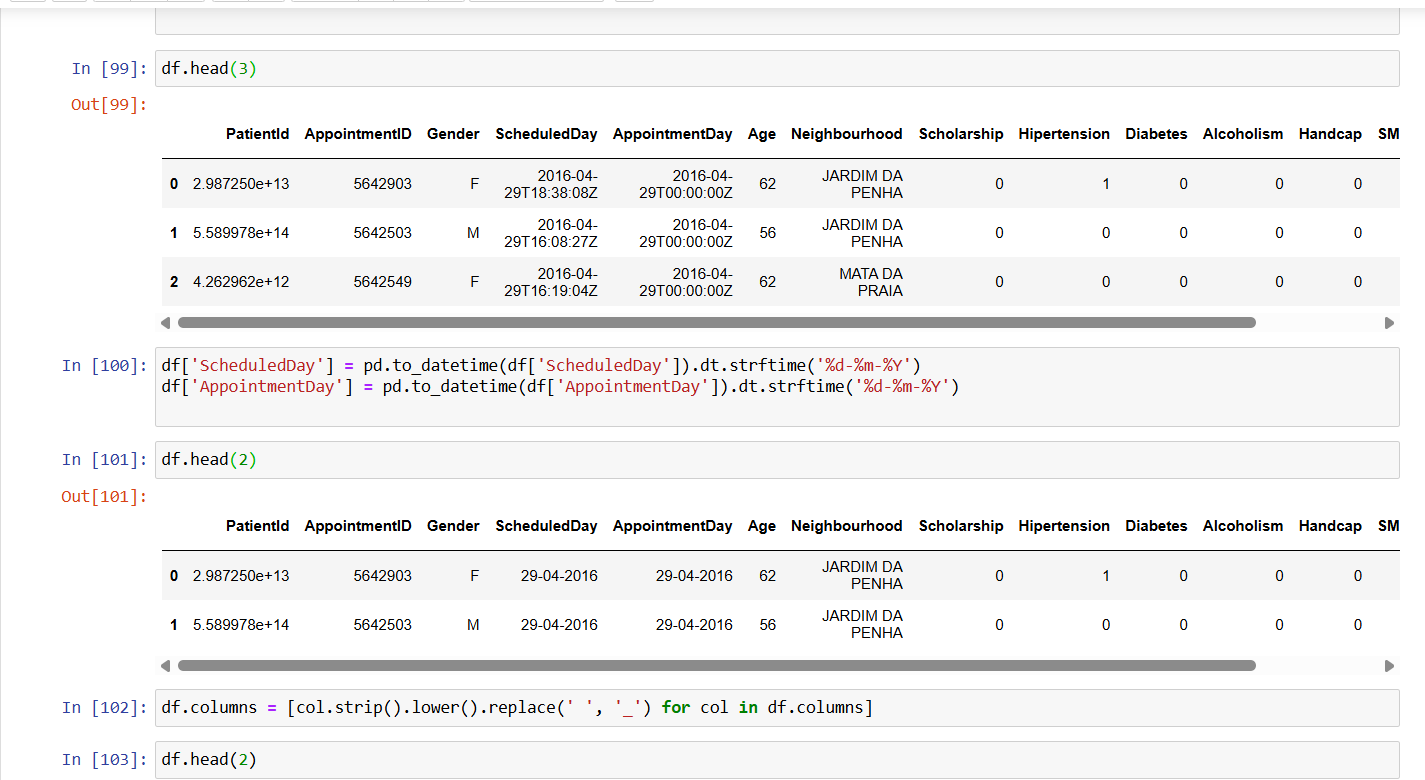 In [99]: df.head(3)
Out[99]:
PatientId AppointmentID Gender ScheduledDay AppointmentDay Age Neighbourhood Scholarship Hipertension Diabetes Alcoholism Handcap SM
0 2.987250e+13 5642903 F 2016-04-29T18:38:08Z 2016-04-29T00:00:00Z 62 JARDIM DA PENHA 0 1 0 0 0
1 5.589978e+14 5642503 M 2016-04-29T16:08:27Z 2016-04-29T00:00:00Z 56 JARDIM DA PENHA 0 0 0 0 0
2 4.262962e+12 5642549 F 2016-04-29T16:19:04Z 2016-04-29T00:00:00Z 62 MATA DA PRAIA 0 0 0 0 0
In [100]: df['ScheduledDay'] = pd.to_datetime(df['ScheduledDay']).dt.strftime('%d-%m-%Y')
df['AppointmentDay'] = pd.to_datetime(df['AppointmentDay']).dt.strftime('%d-%m-%Y')
In [101]: df.head(2)
Out[101]:
PatientId AppointmentID Gender ScheduledDay AppointmentDay Age Neighbourhood Scholarship Hipertension Diabetes Alcoholism Handcap SM
0 2.987250e+13 5642903 F 29-04-2016 29-04-2016 62 JARDIM DA PENHA 0 1 0 0 0
1 5.589978e+14 5642503 M 29-04-2016 29-04-2016 56 JARDIM DA PENHA 0 0 0 0 0
In [102]: df.columns = [col.strip().lower().replace(' ', '_') for col in df.columns]
In [103]: df.head(2)